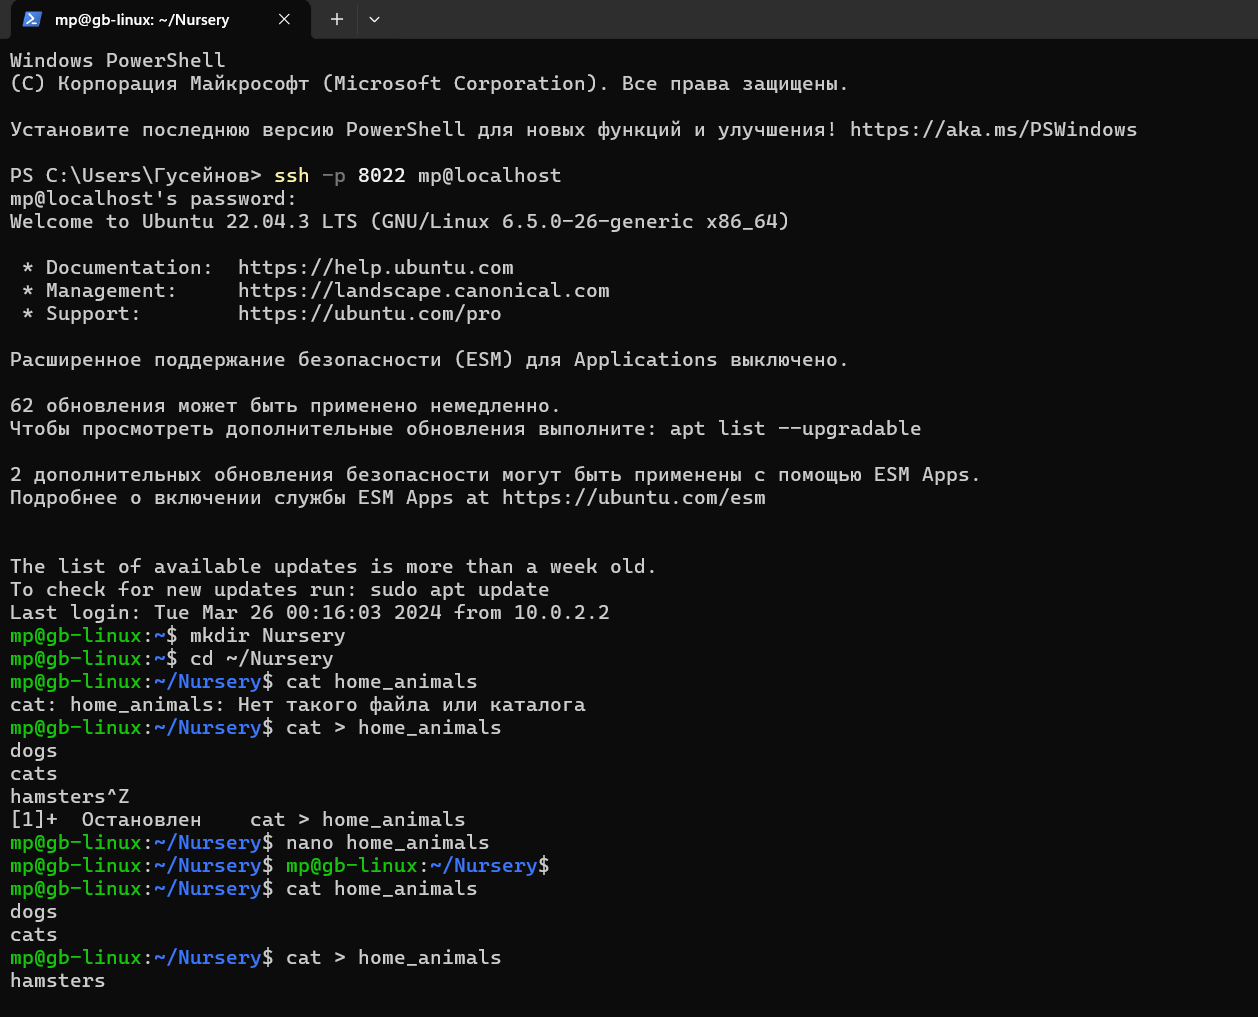 mp@gb-linux: ~/Nursery
Windows PowerShell
(C) Корпорация Майкрософт (Microsoft Corporation). Все права защищены.
Установите последнюю версию PowerShell для новых функций и улучшения! https://aka.ms/PSWindows
PS C:\Users\Гусейнов> ssh -p 8022 mp@localhost
mp@localhost's password:
Welcome to Ubuntu 22.04.3 LTS (GNU/Linux 6.5.0-26-generic x86_64)
* Documentation:  https://help.ubuntu.com
* Management:     https://landscape.canonical.com
* Support:        https://ubuntu.com/pro
Расширенное поддержание безопасности (ESM) для Applications выключено.
62 обновления может быть применено немедленно.
Чтобы просмотреть дополнительные обновления выполните: apt list --upgradable
2 дополнительных обновления безопасности могут быть применены с помощью ESM Apps.
Подробнее о включении службы ESM Apps at https://ubuntu.com/esm
The list of available updates is more than a week old.
To check for new updates run: sudo apt update
Last login: Tue Mar 26 00:16:03 2024 from 10.0.2.2
mp@gb-linux:~$ mkdir Nursery
mp@gb-linux:~$ cd ~/Nursery
mp@gb-linux:~/Nursery$ cat home_animals
cat: home_animals: Нет такого файла или каталога
mp@gb-linux:~/Nursery$ cat > home_animals
dogs
cats
hamsters^Z
[1]+  Остановлен    cat > home_animals
mp@gb-linux:~/Nursery$ nano home_animals
mp@gb-linux:~/Nursery$ mp@gb-linux:~/Nursery$
mp@gb-linux:~/Nursery$ cat home_animals
dogs
cats
mp@gb-linux:~/Nursery$ cat > home_animals
hamsters